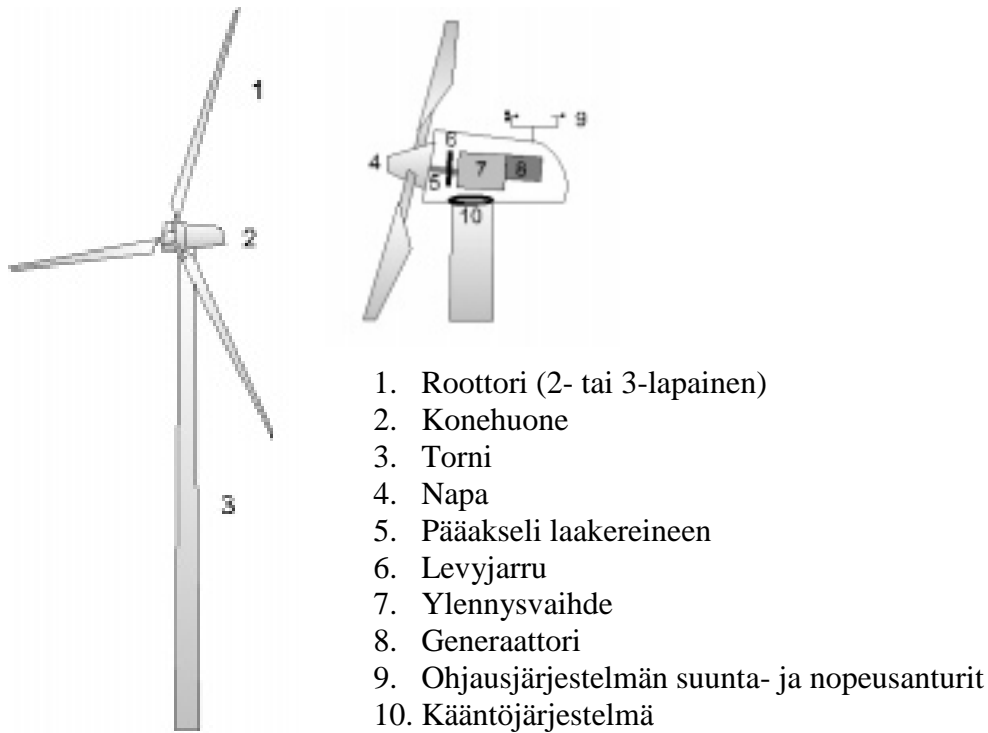 1
2
3
4
5
6
7
8
9
10
1. Roottori (2- tai 3-lapainen)
2. Konehuone
3. Torni
4. Napa
5. Pääakseli laakereineen
6. Levyjarru
7. Ylennysvaihde
8. Generaattori
9. Ohjausjärjestelmän suunta- ja nopeusanturit
10. Kääntöjärjestelmä